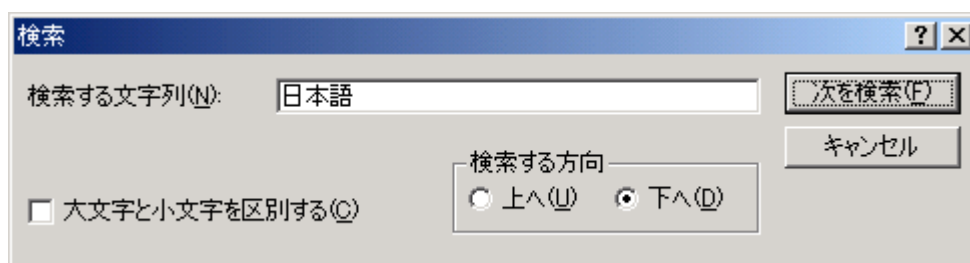 検索
検索する文字列(N): 日本語 次を検索(F)
キャンセル
検索する方向
大文字と小文字を区別する(C) 上へ(U) 下へ(D)